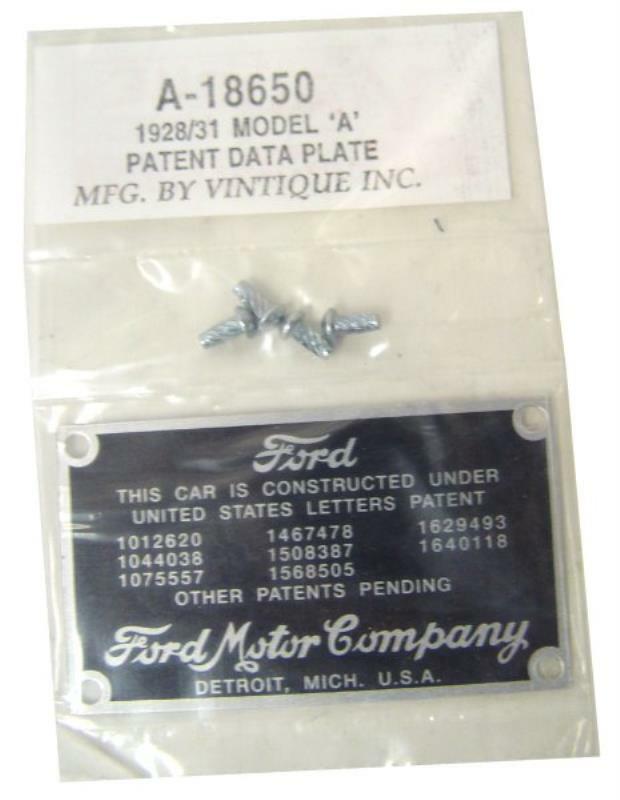 A-18650
1928/31 MODEL 'A'
PATENT DATA PLATE
MFG. BY VINTIQUE INC.
Ford
THIS CAR IS CONSTRUCTED UNDER
UNITED STATES LETTERS PATENT
1012620 1467478 1629493
1044038 1508387 1640118
1075557 1568505
OTHER PATENTS PENDING
Ford Motor Company
DETROIT, MICH. U.S.A.